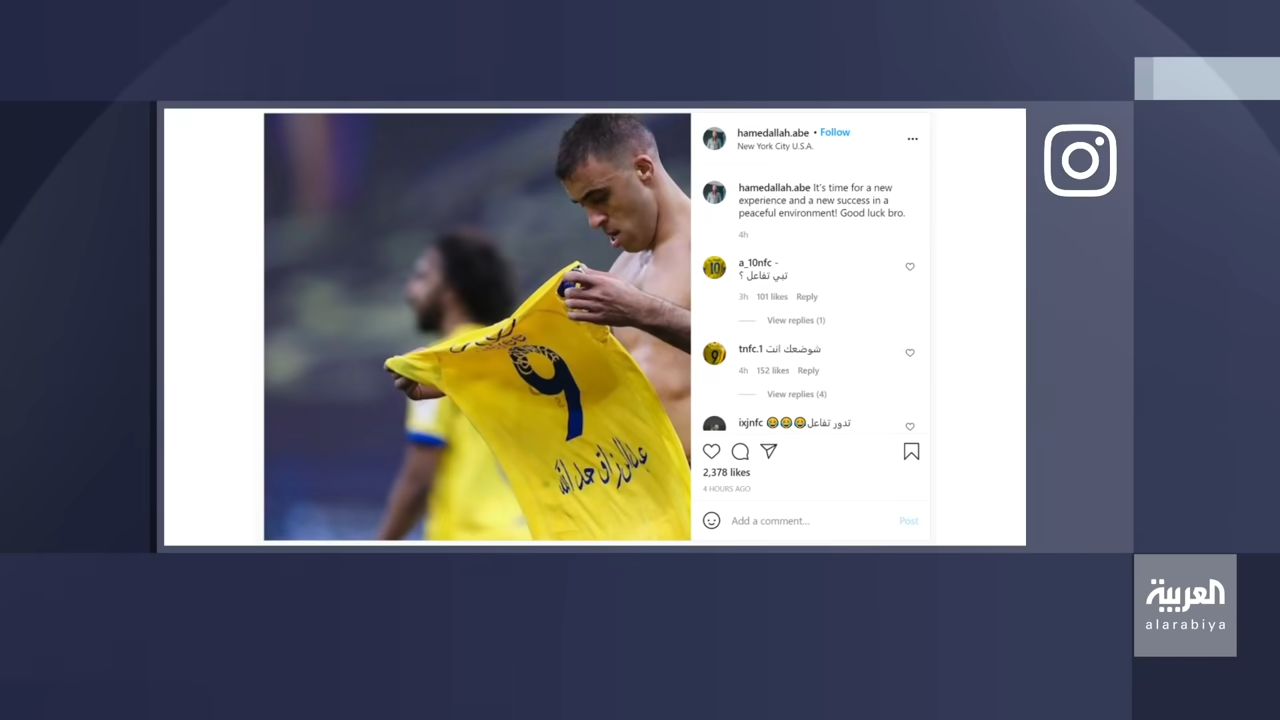 9
عبدالرزاق حمدالله
hamedallah.abe • Follow
New York City U.S.A.
hamedallah.abe It's time for a new
experience and a new success in a
peaceful environment! Good luck bro.
4h
a_10nfc -
تبي تفاعل ؟
3h 101 likes Reply
View replies (1)
tnfc.1 شوضعك انت
4h 152 likes Reply
View replies (4)
ixjnfc 😂😂😂تدور تفاعل
2,378 likes
4 HOURS AGO
Add a comment...
Post
العربية
alarabiya